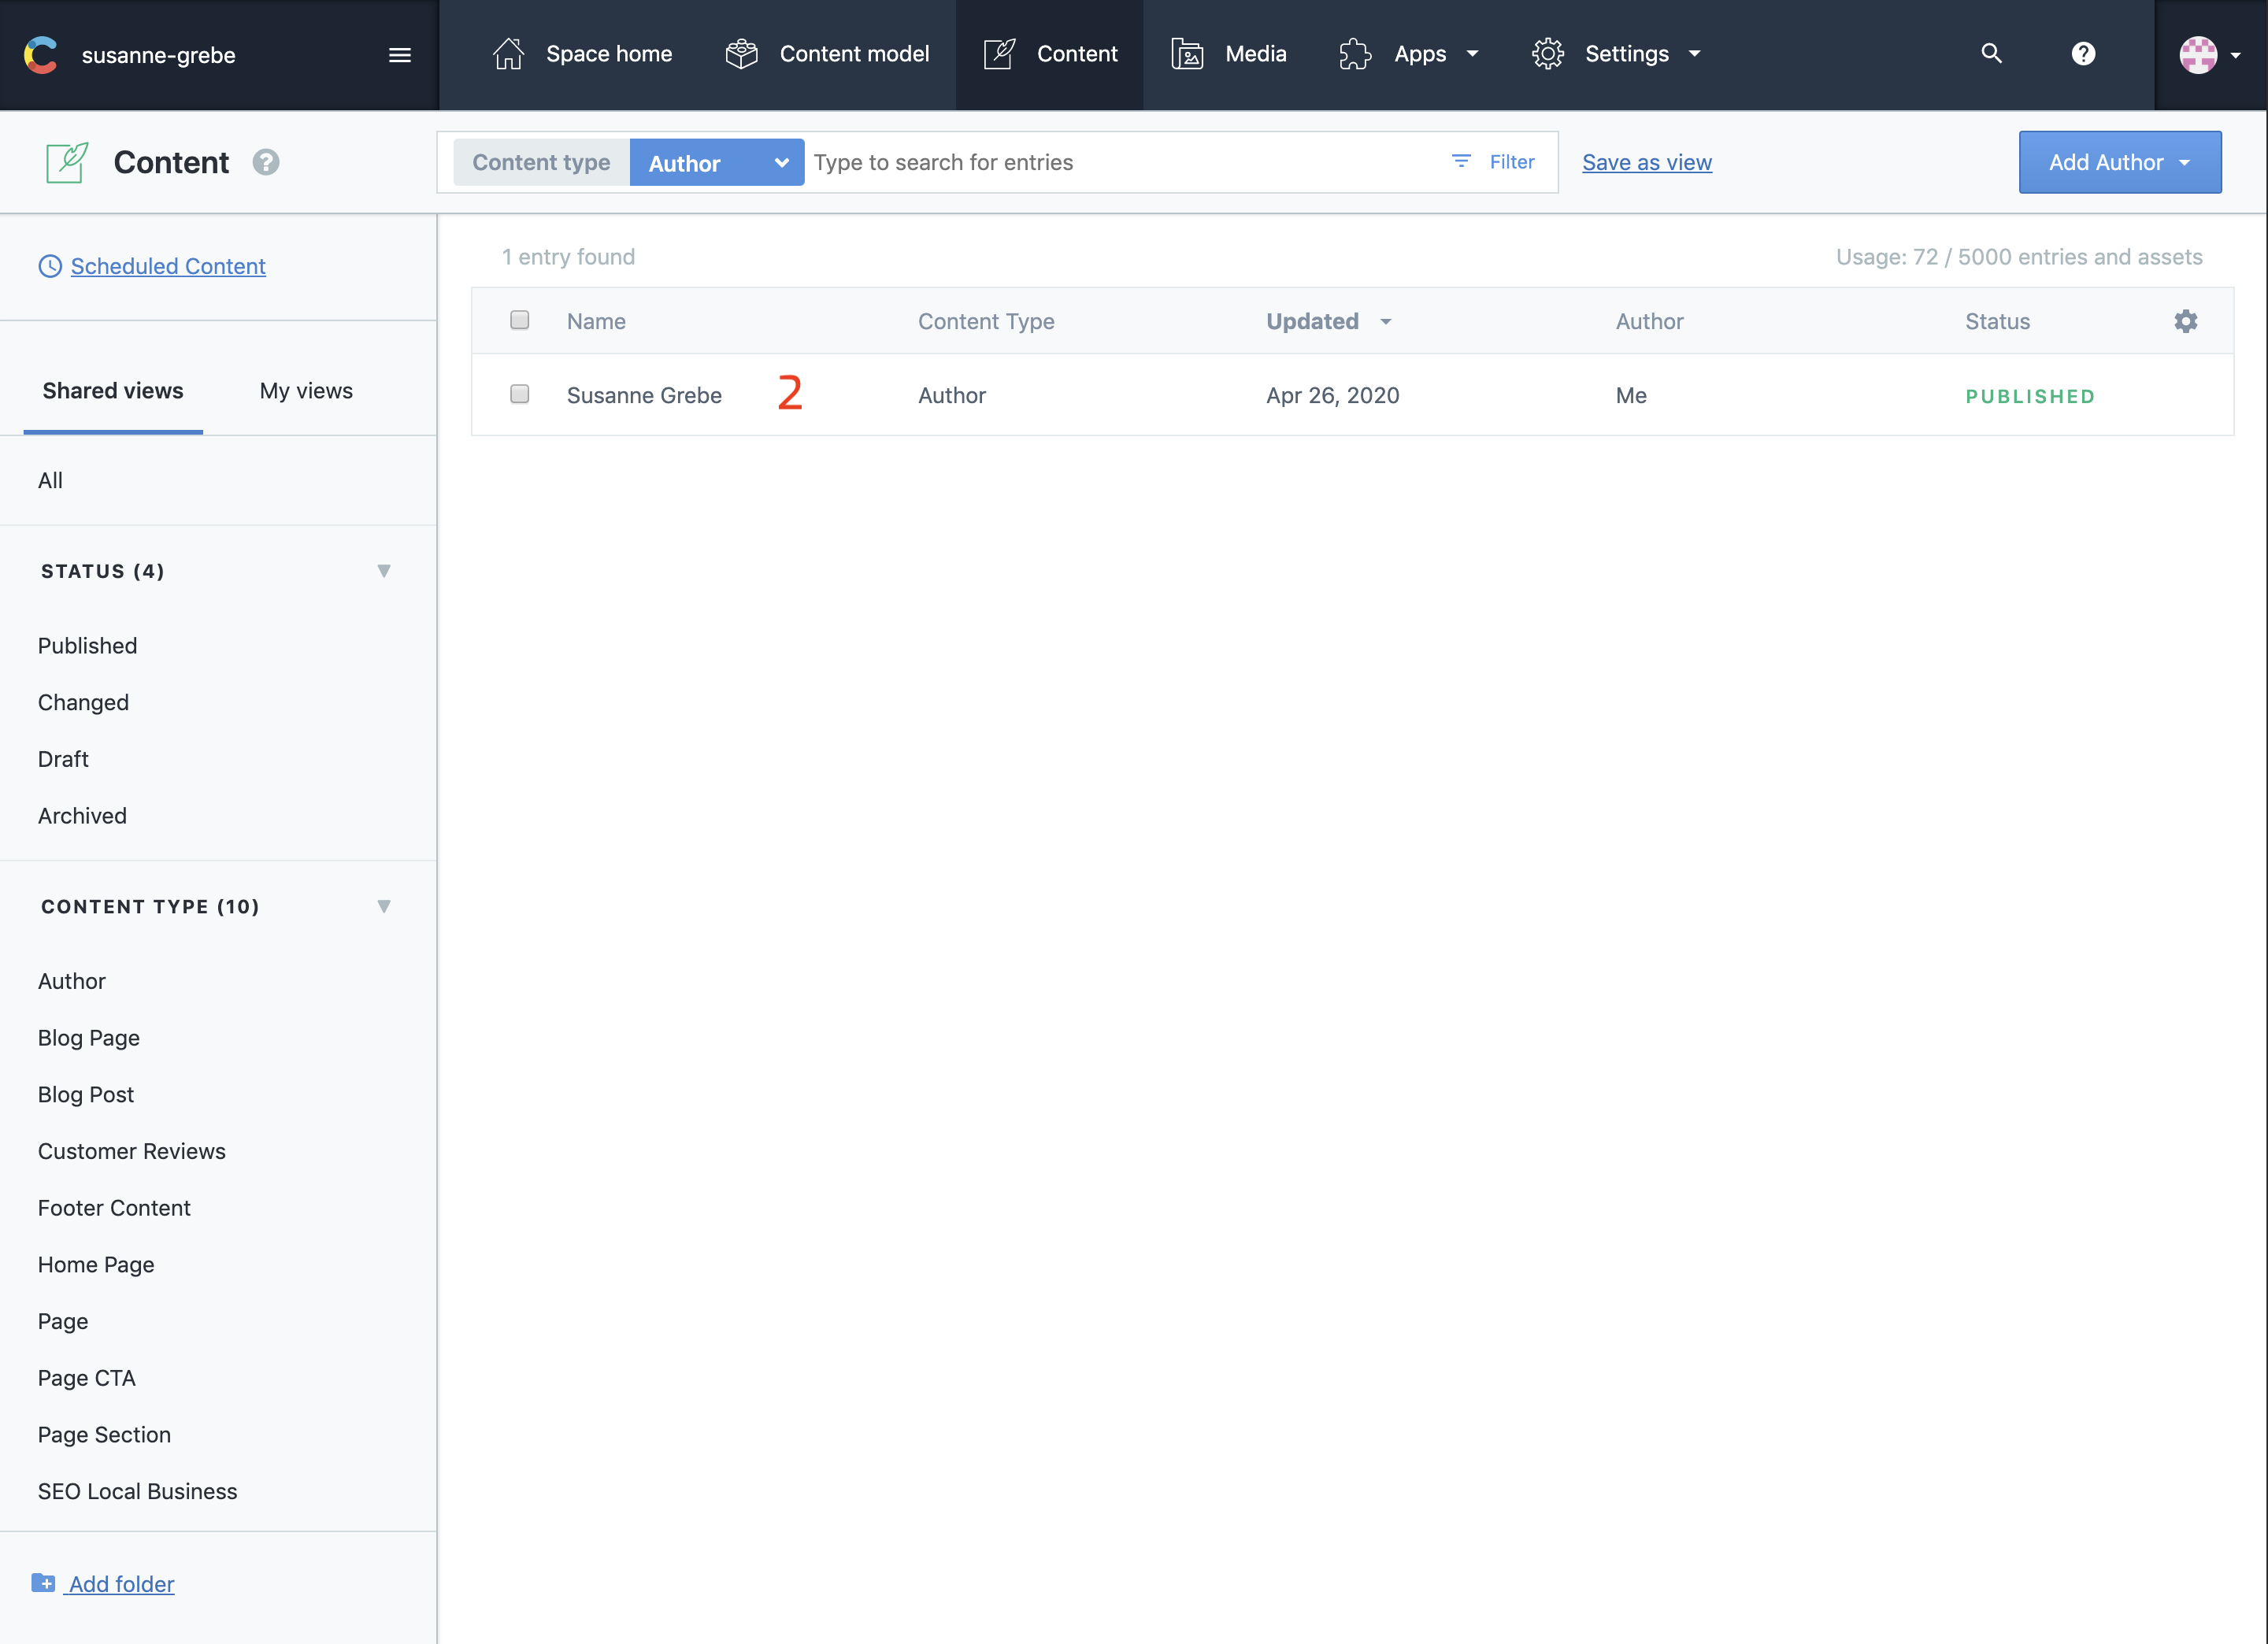 susanne-grebe
Space home
Content model
Content
Media
Apps
Settings
Content
Content type
Author
Type to search for entries
Filter
Save as view
Add Author
Scheduled Content
1 entry found
Usage: 72 / 5000 entries and assets
Name
Content Type
Updated
Author
Status
Susanne Grebe
2
Author
Apr 26, 2020
Me
PUBLISHED
Shared views
My views
All
STATUS (4)
Published
Changed
Draft
Archived
CONTENT TYPE (10)
Author
Blog Page
Blog Post
Customer Reviews
Footer Content
Home Page
Page
Page CTA
Page Section
SEO Local Business
Add folder